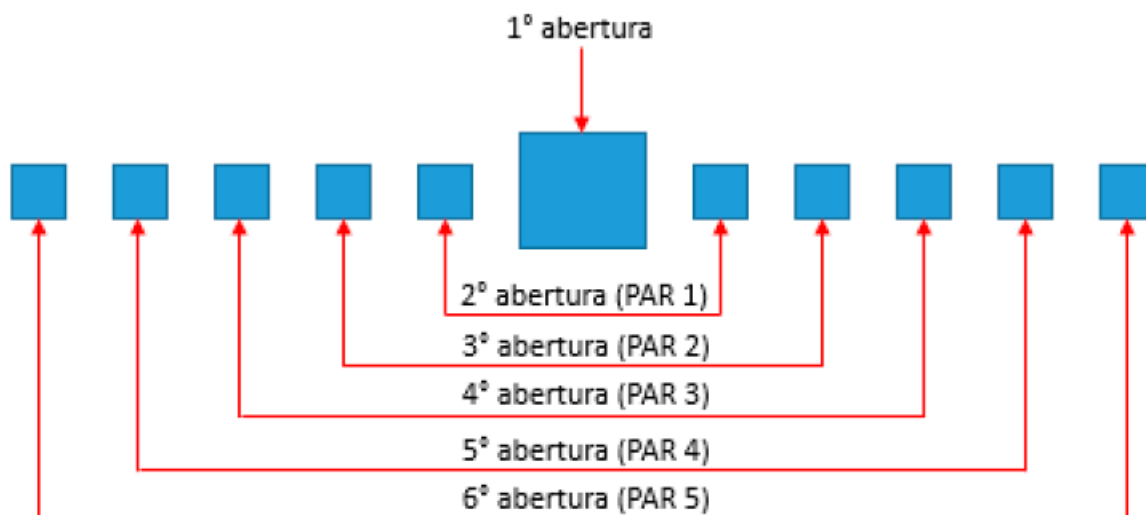 1° abertura
2° abertura (PAR 1)
3° abertura (PAR 2)
4° abertura (PAR 3)
5° abertura (PAR 4)
6° abertura (PAR 5)